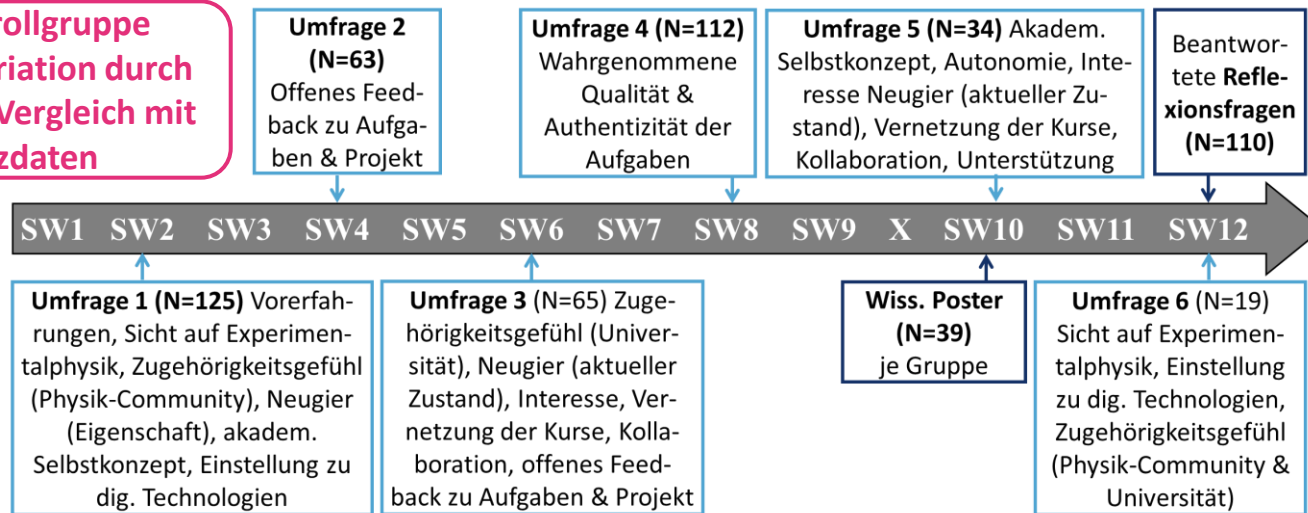 rollgruppe
riation durch
Vergleich mit
zdaten
Umfrage 2
(N=63)
Offenes Feed-
back zu Aufga-
ben & Projekt
Umfrage 4 (N=112)
Wahrgenommene
Qualität &
Authentizität der
Aufgaben
Umfrage 5 (N=34) Akadem.
Selbstkonzept, Autonomie, Inte-
resse Neugier (aktueller Zu-
stand), Vernetzung der Kurse,
Kollaboration, Unterstützung
Beantwor-
tete Refle-
xionsfragen
(N=110)
SW1 SW2 SW3 SW4 SW5 SW6 SW7 SW8 SW9 X SW10 SW11 SW12
Umfrage 1 (N=125) Vorerfah-
rungen, Sicht auf Experimen-
talphysik, Zugehörigkeitsgefühl
(Physik-Community), Neugier
(Eigenschaft), akadem.
Selbstkonzept, Einstellung zu
dig. Technologien
Umfrage 3 (N=65) Zuge-
hörigkeitsgefühl (Univer-
sität), Neugier (aktueller
Zustand), Interesse, Ver-
netzung der Kurse, Kolla-
boration, offenes Feed-
back zu Aufgaben & Projekt
Wiss. Poster
(N=39)
je Gruppe
Umfrage 6 (N=19)
Sicht auf Experimen-
talphysik, Einstellung
zu dig. Technologien,
Zugehörigkeitsgefühl
(Physik-Community &
Universität)